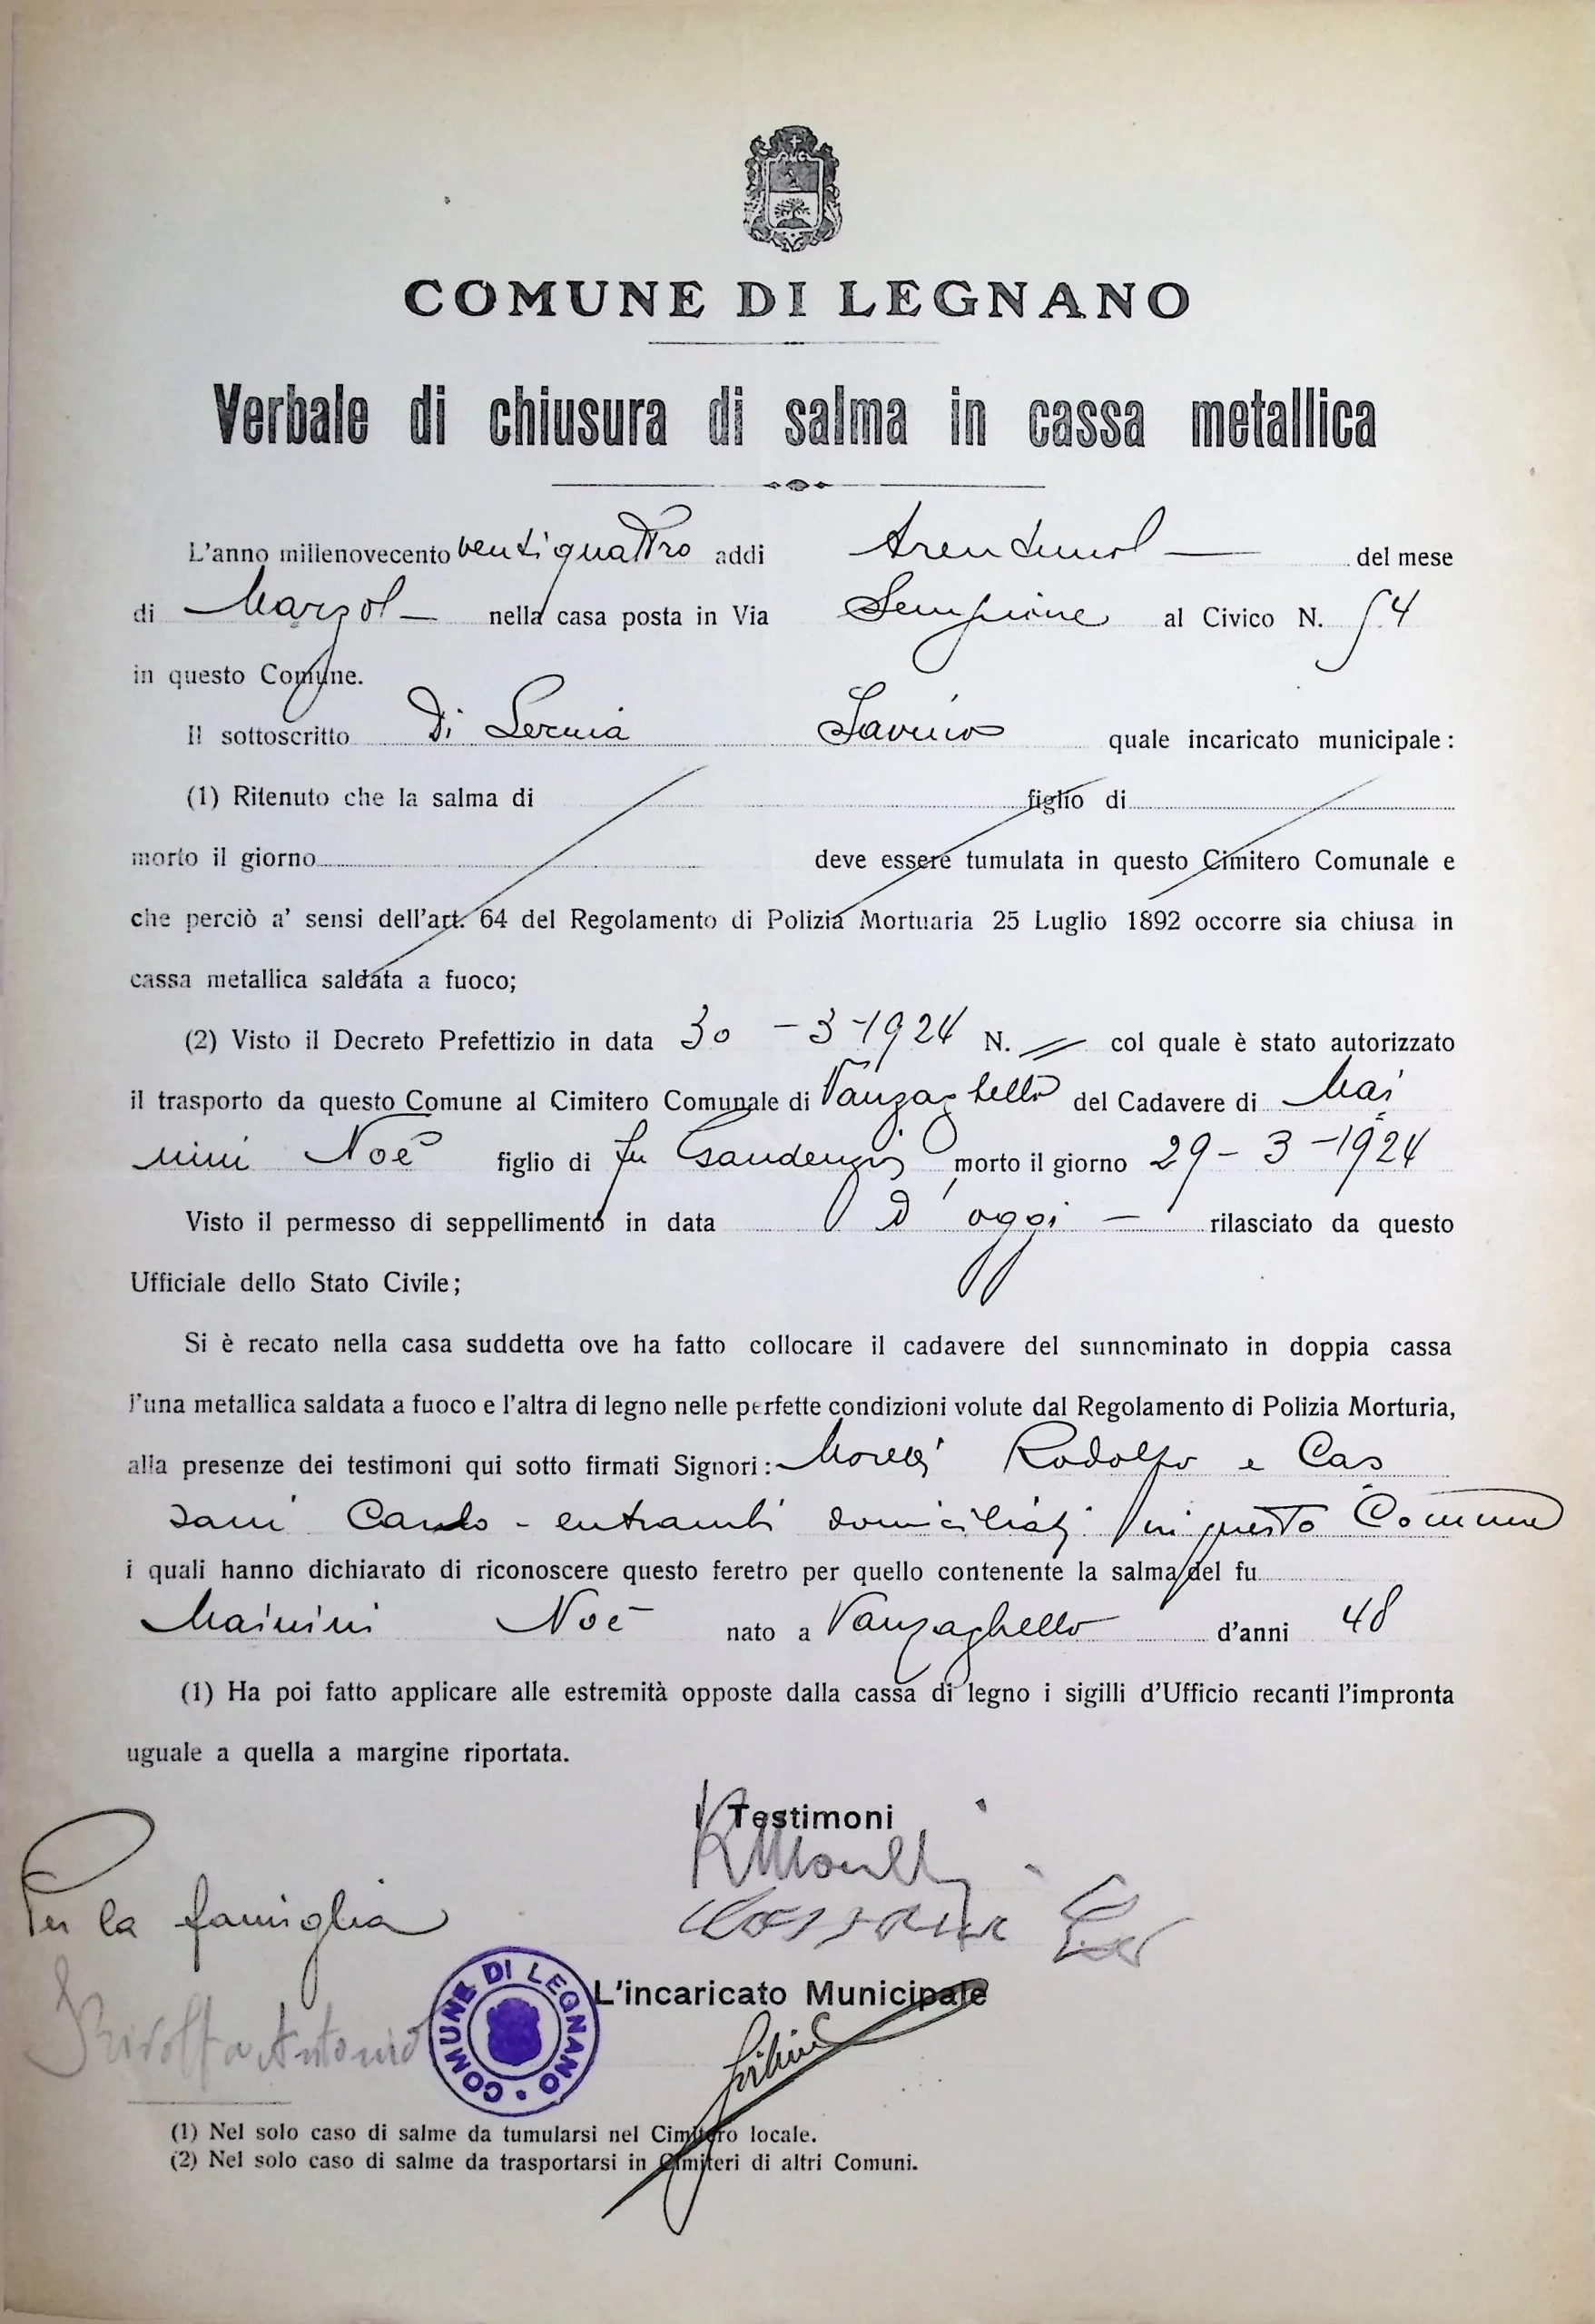 COMUNE DI LEGNANO
Verbale di chiusura di salma in cassa metallica
L'anno millenovecento ventiquattro addi del mese
di Marzo — nella casa posta in Via Sempione al Civico N. 54
in questo Comune.
Il sottoscritto Di Lernia Savino quale incaricato municipale:
(1) Ritenuto che la salma di figlio di
morto il giorno deve essere tumulata in questo Cimitero Comunale e
che perciò a' sensi dell'art. 64 del Regolamento di Polizia Mortuaria 25 Luglio 1892 occorre sia chiusa in
cassa metallica saldata a fuoco;
(2) Visto il Decreto Prefettizio in data 30 - 3 - 1924 N. = col quale è stato autorizzato
il trasporto da questo Comune al Cimitero Comunale di Vanzaghello del Cadavere di Mai
nini Noè figlio di fu Gaudenzio morto il giorno 29 - 3 - 1924
Visto il permesso di seppellimento in data d'oggi — rilasciato da questo
Ufficiale dello Stato Civile;
Si è recato nella casa suddetta ove ha fatto collocare il cadavere del sunnominato in doppia cassa
l'una metallica saldata a fuoco e l'altra di legno nelle perfette condizioni volute dal Regolamento di Polizia Morturia,
alla presenze dei testimoni qui sotto firmati Signori: Morelli Rodolfo e Cas
sani Carlo - entrambi domiciliati in questo Comune
i quali hanno dichiarato di riconoscere questo feretro per quello contenente la salma del fu
Mainini Noè nato a Vanzaghello d'anni 48
(1) Ha poi fatto applicare alle estremità opposte dalla cassa di legno i sigilli d'Ufficio recanti l'impronta
uguale a quella a margine riportata.
I Testimoni
R Morelli
Per la famiglia
Cassani
COMUNE DI LEGNANO
L'incaricato Municipale
Rivolta Antonio
(1) Nel solo caso di salme da tumularsi nel Cimitero locale.
(2) Nel solo caso di salme da trasportarsi in Cimiteri di altri Comuni.